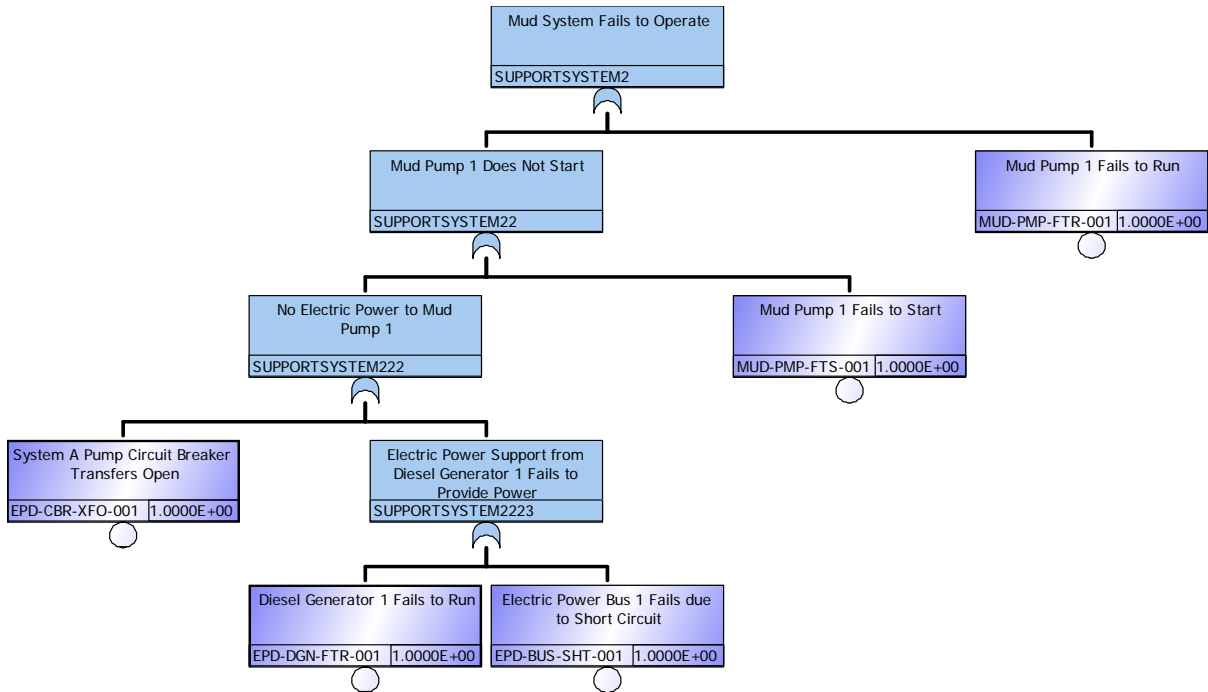 Mud System Fails to Operate
SUPPORTSYSTEM2
Mud Pump 1 Does Not Start
SUPPORTSYSTEM22
Mud Pump 1 Fails to Run
MUD-PMP-FTR-001 1.0000E+00
No Electric Power to Mud
Pump 1
SUPPORTSYSTEM222
Mud Pump 1 Fails to Start
MUD-PMP-FTS-001 1.0000E+00
System A Pump Circuit Breaker
Transfers Open
EPD-CBR-XFO-001 1.0000E+00
Electric Power Support from
Diesel Generator 1 Fails to
Provide Power
SUPPORTSYSTEM2223
Diesel Generator 1 Fails to Run
EPD-DGN-FTR-001 1.0000E+00
Electric Power Bus 1 Fails due
to Short Circuit
EPD-BUS-SHT-001 1.0000E+00